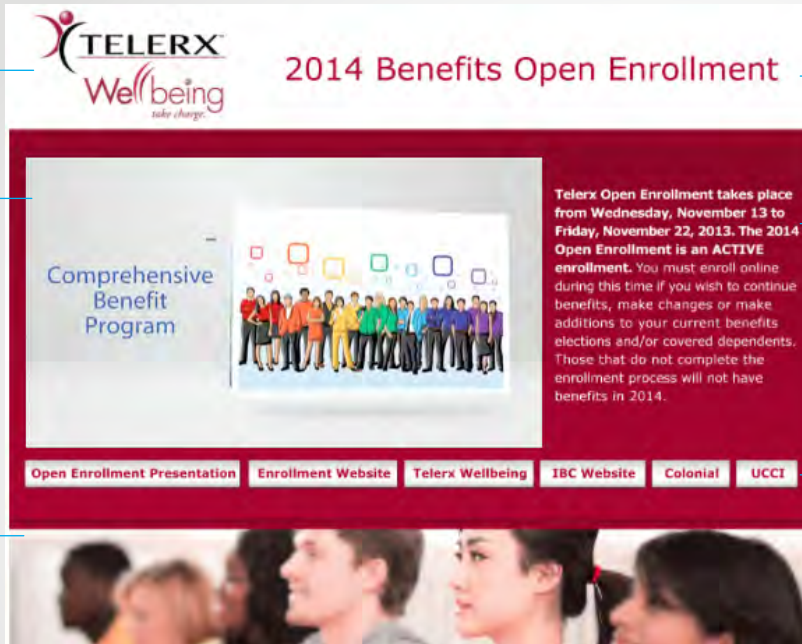 TELERX
Wellbeing
take charge.
2014 Benefits Open Enrollment
Comprehensive
Benefit
Program
Telerx Open Enrollment takes place
from Wednesday, November 13 to
Friday, November 22, 2013. The 2014
Open Enrollment is an ACTIVE
enrollment. You must enroll online
during this time if you wish to continue
benefits, make changes or make
additions to your current benefits
elections and/or covered dependents.
Those that do not complete the
enrollment process will not have
benefits in 2014.
Open Enrollment Presentation
Enrollment Website
Telerx Wellbeing
IBC Website
Colonial
UCCI